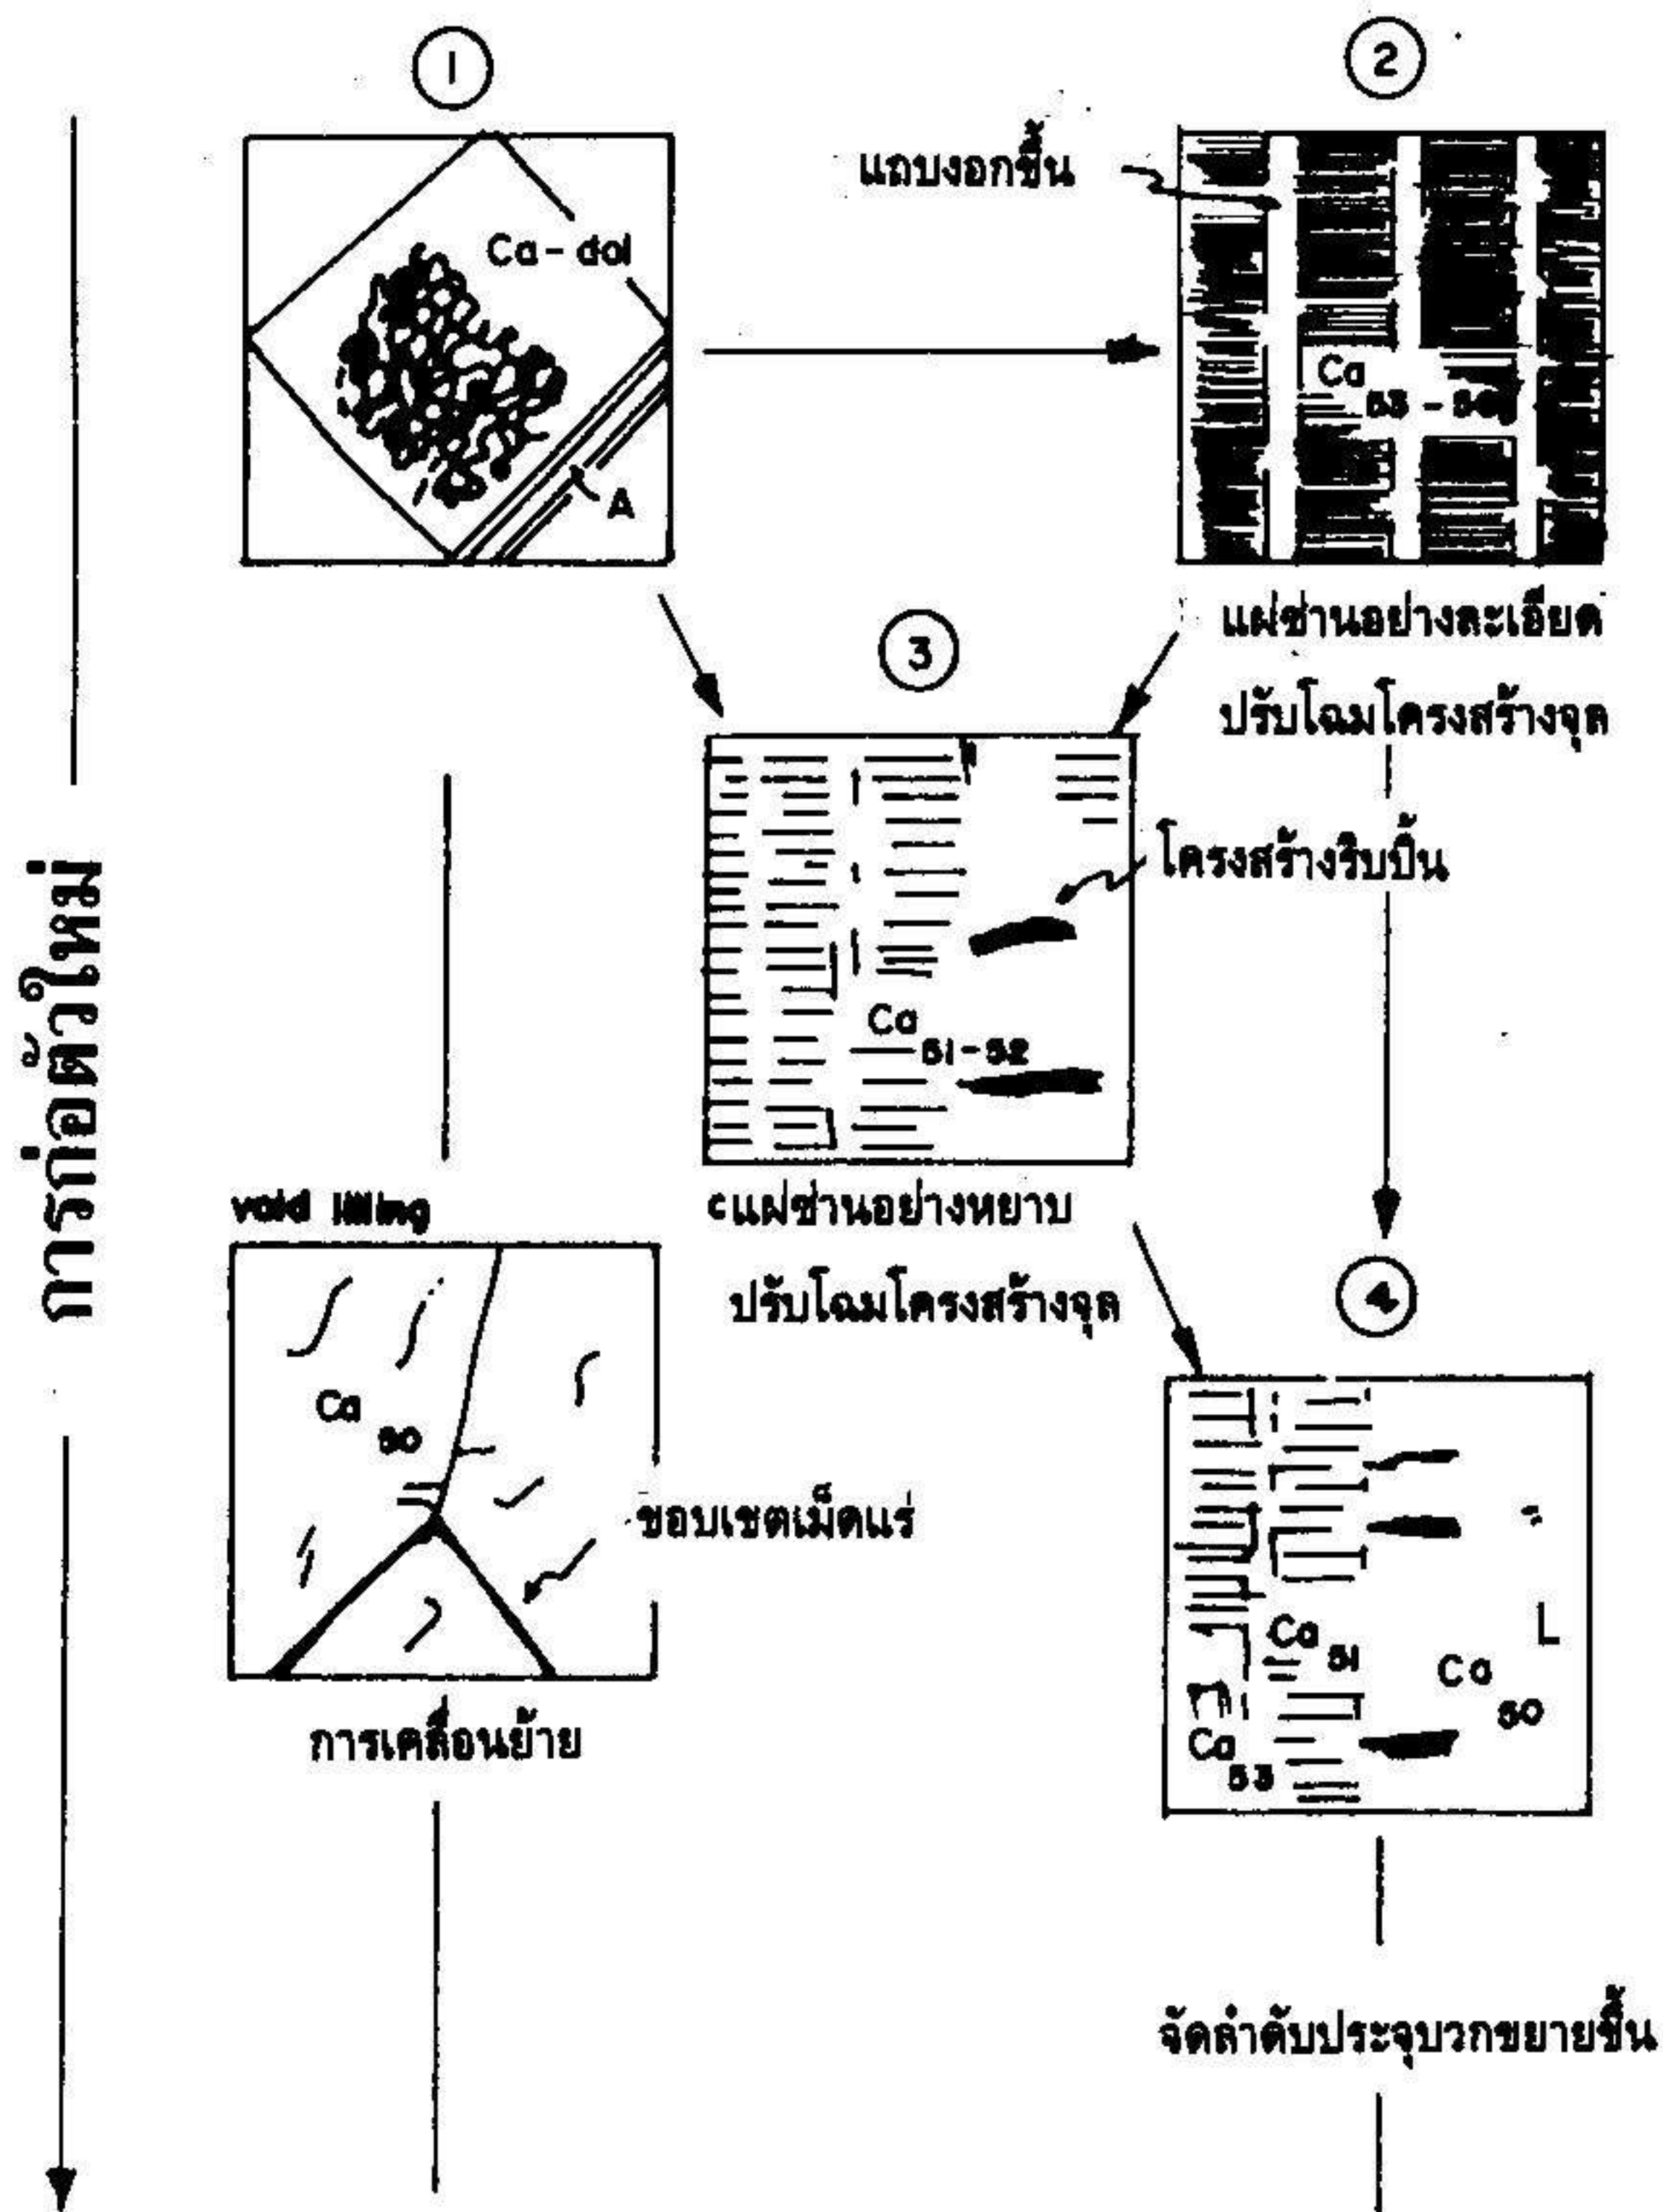 1
2
แถบงอกขึ้น
Ca - dol
A
Ca
53 -
แผ่ซ่านอย่างละเอียด
ปรับโฉมโครงสร้างจุล
3
โครงสร้างริบบิ้น
Ca
51-52
การก่อตัวใหม่
cแผ่ซ่านอย่างหยาบ
ปรับโฉมโครงสร้างจุล
void filling
Ca
50
ขอบเขตเม็ดแร่
การเคลื่อนย้าย
4
Ca
51
L
Ca
50
Ca
53
จัดลำดับประจุบวกขยายขึ้น